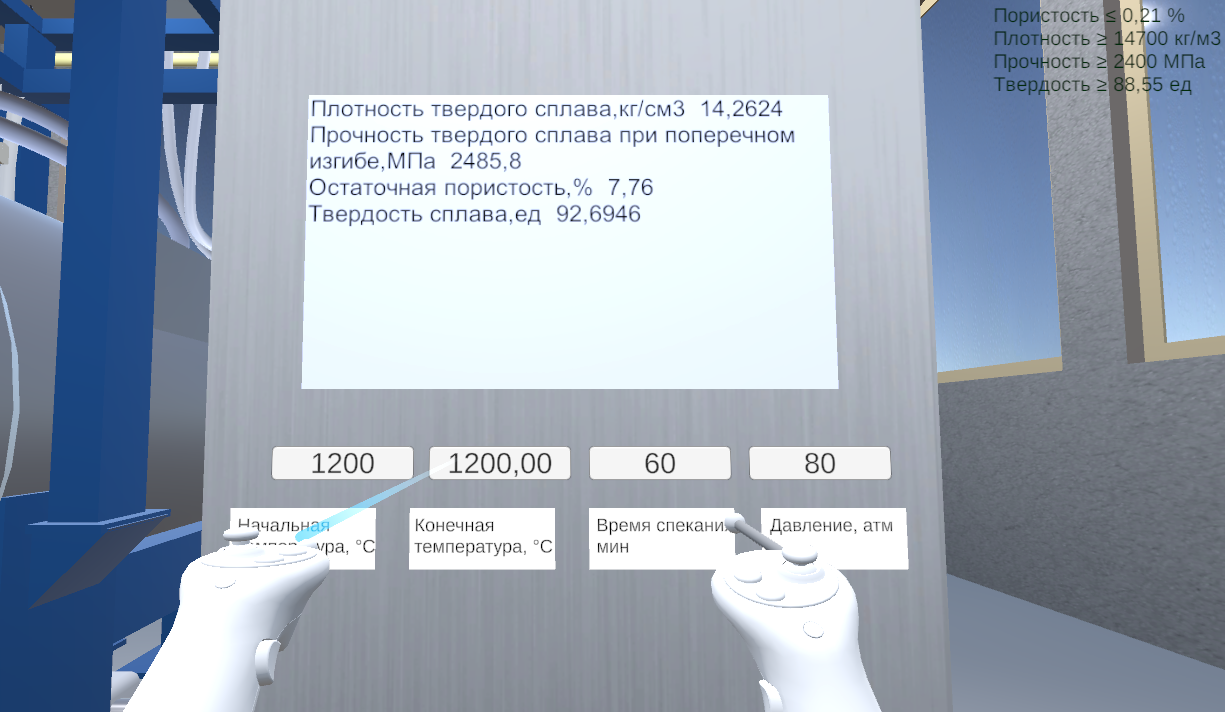 Пористость ≤ 0,21 %
Плотность ≥ 14700 кг/м3
Прочность ≥ 2400 МПа
Твердость ≥ 88,55 ед
Плотность твердого сплава,кг/см3 14,2624
Прочность твердого сплава при поперечном
изгибе,МПа 2485,8
Остаточная пористость,% 7,76
Твердость сплава,ед 92,6946
1200 1200,00 60 80
Начальная
температура, °C
Конечная
температура, °C
Время спекания
мин
Давление, атм